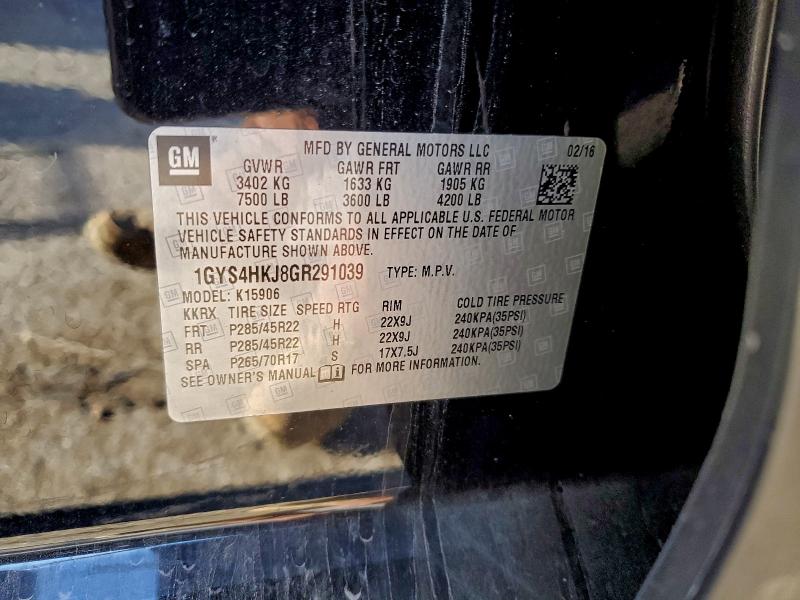 GM
MFD BY GENERAL MOTORS LLC 02/16
GVWR GAWR FRT GAWR RR
3402 KG 1633 KG 1905 KG
7500 LB 3600 LB 4200 LB
THIS VEHICLE CONFORMS TO ALL APPLICABLE U.S. FEDERAL MOTOR
VEHICLE SAFETY STANDARDS IN EFFECT ON THE DATE OF
MANUFACTURE SHOWN ABOVE.
1GYS4HKJ8GR291039 TYPE: M.P.V.
MODEL: K15906
KKRX TIRE SIZE SPEED RTG RIM COLD TIRE PRESSURE
FRT P285/45R22 H 22X9J 240KPA(35PSI)
RR P285/45R22 H 22X9J 240KPA(35PSI)
SPA P265/70R17 S 17X7.5J 240KPA(35PSI)
SEE OWNER'S MANUAL FOR MORE INFORMATION.